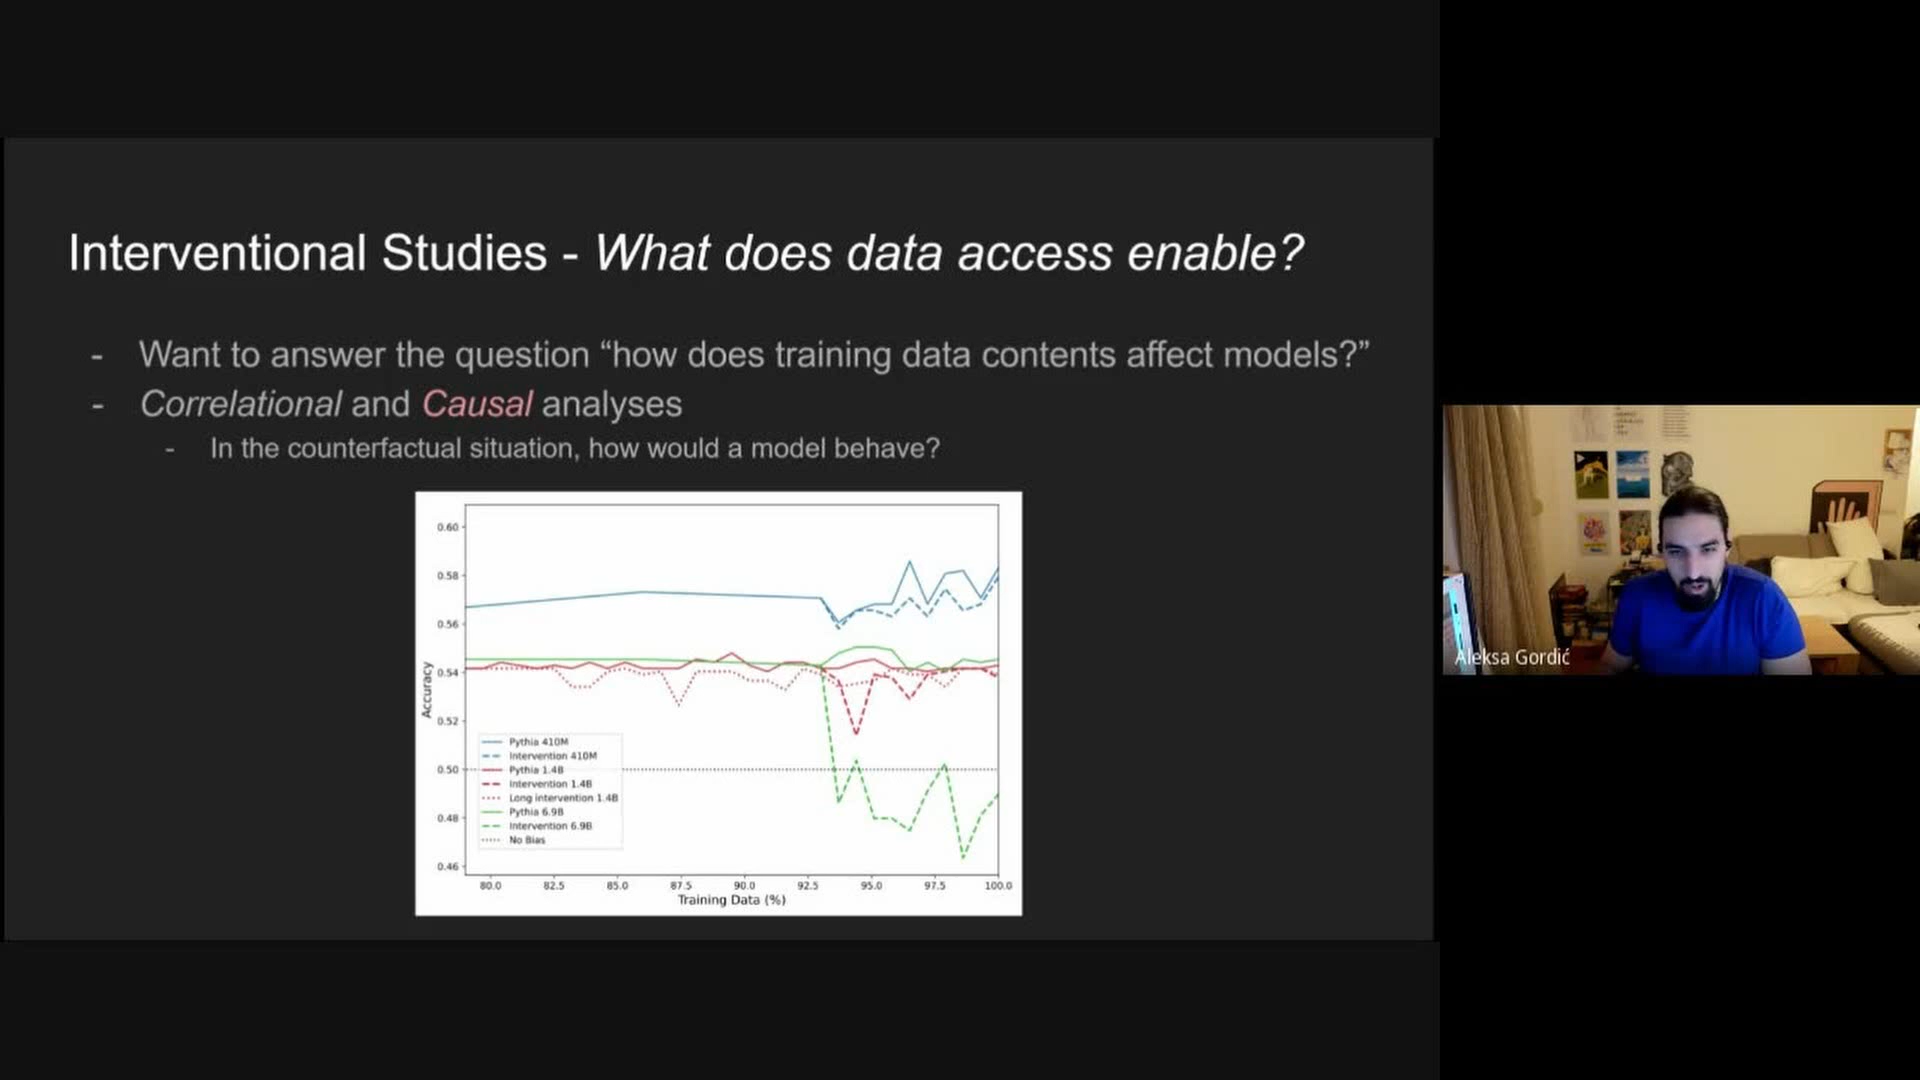 Interventional Studies - What does data access enable?
- Want to answer the question “how does training data contents affect models?”
- Correlational and Causal analyses
- In the counterfactual situation, how would a model behave?
0.60
0.58
0.56
0.54
0.52
0.50
0.48
0.46
Accuracy
Pythia 410M
Intervention 410M
Pythia 1.4B
Intervention 1.4B
Long intervention 1.4B
Pythia 6.9B
Intervention 6.9B
No Bias
80.0 82.5 85.0 87.5 90.0 92.5 95.0 97.5 100.0
Training Data (%)
Aleksa Gordić